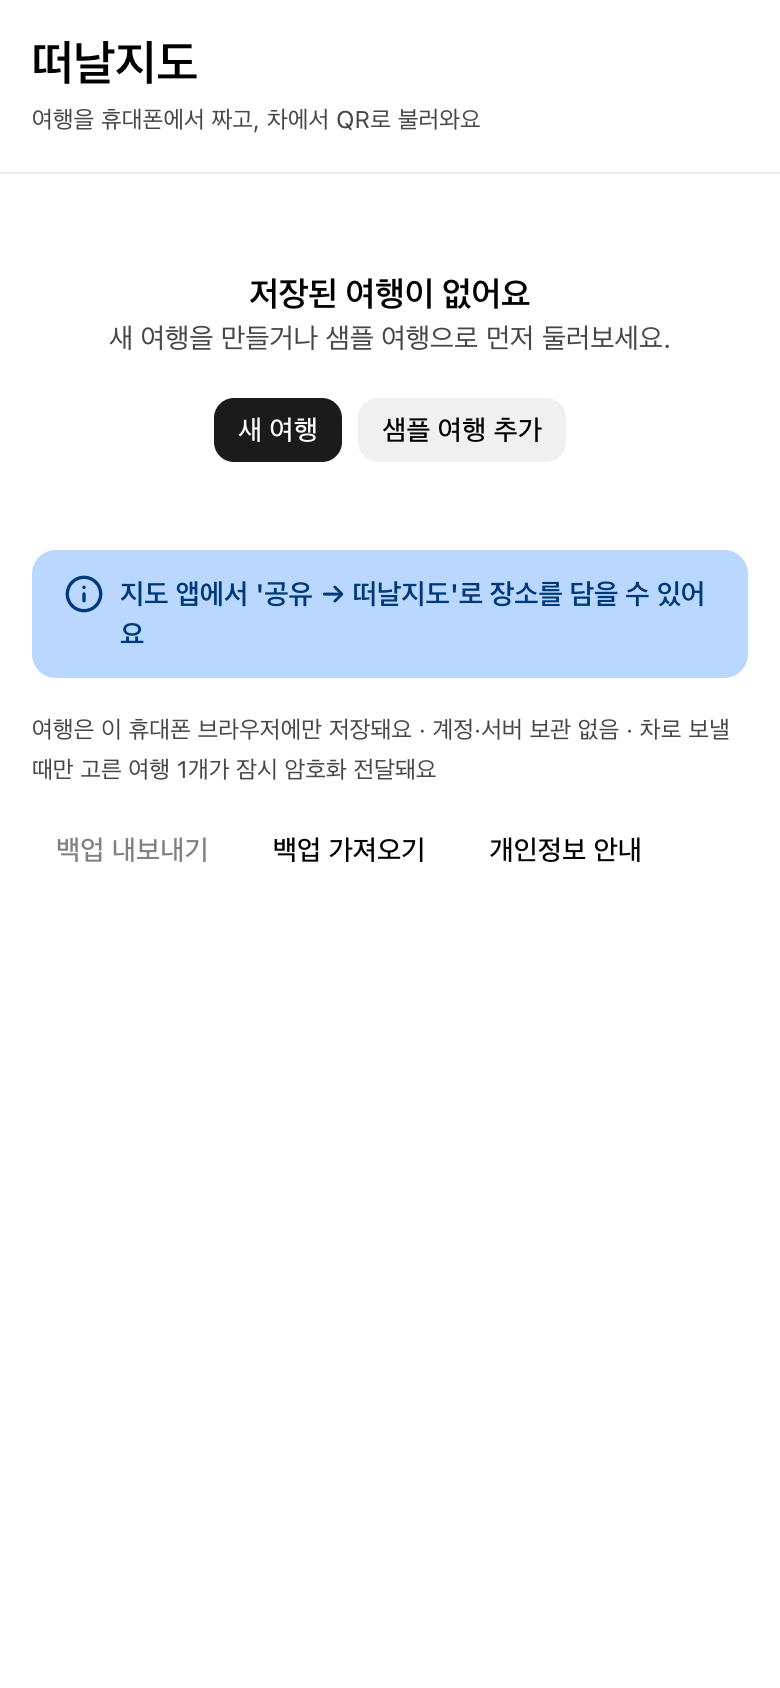 떠날지도
여행을 휴대폰에서 짜고, 차에서 QR로 불러와요
저장된 여행이 없어요
새 여행을 만들거나 샘플 여행으로 먼저 둘러보세요.
새 여행 샘플 여행 추가
지도 앱에서 '공유 → 떠날지도'로 장소를 담을 수 있어
요
여행은 이 휴대폰 브라우저에만 저장돼요 · 계정·서버 보관 없음 · 차로 보낼
때만 고른 여행 1개가 잠시 암호화 전달돼요
백업 내보내기 백업 가져오기 개인정보 안내